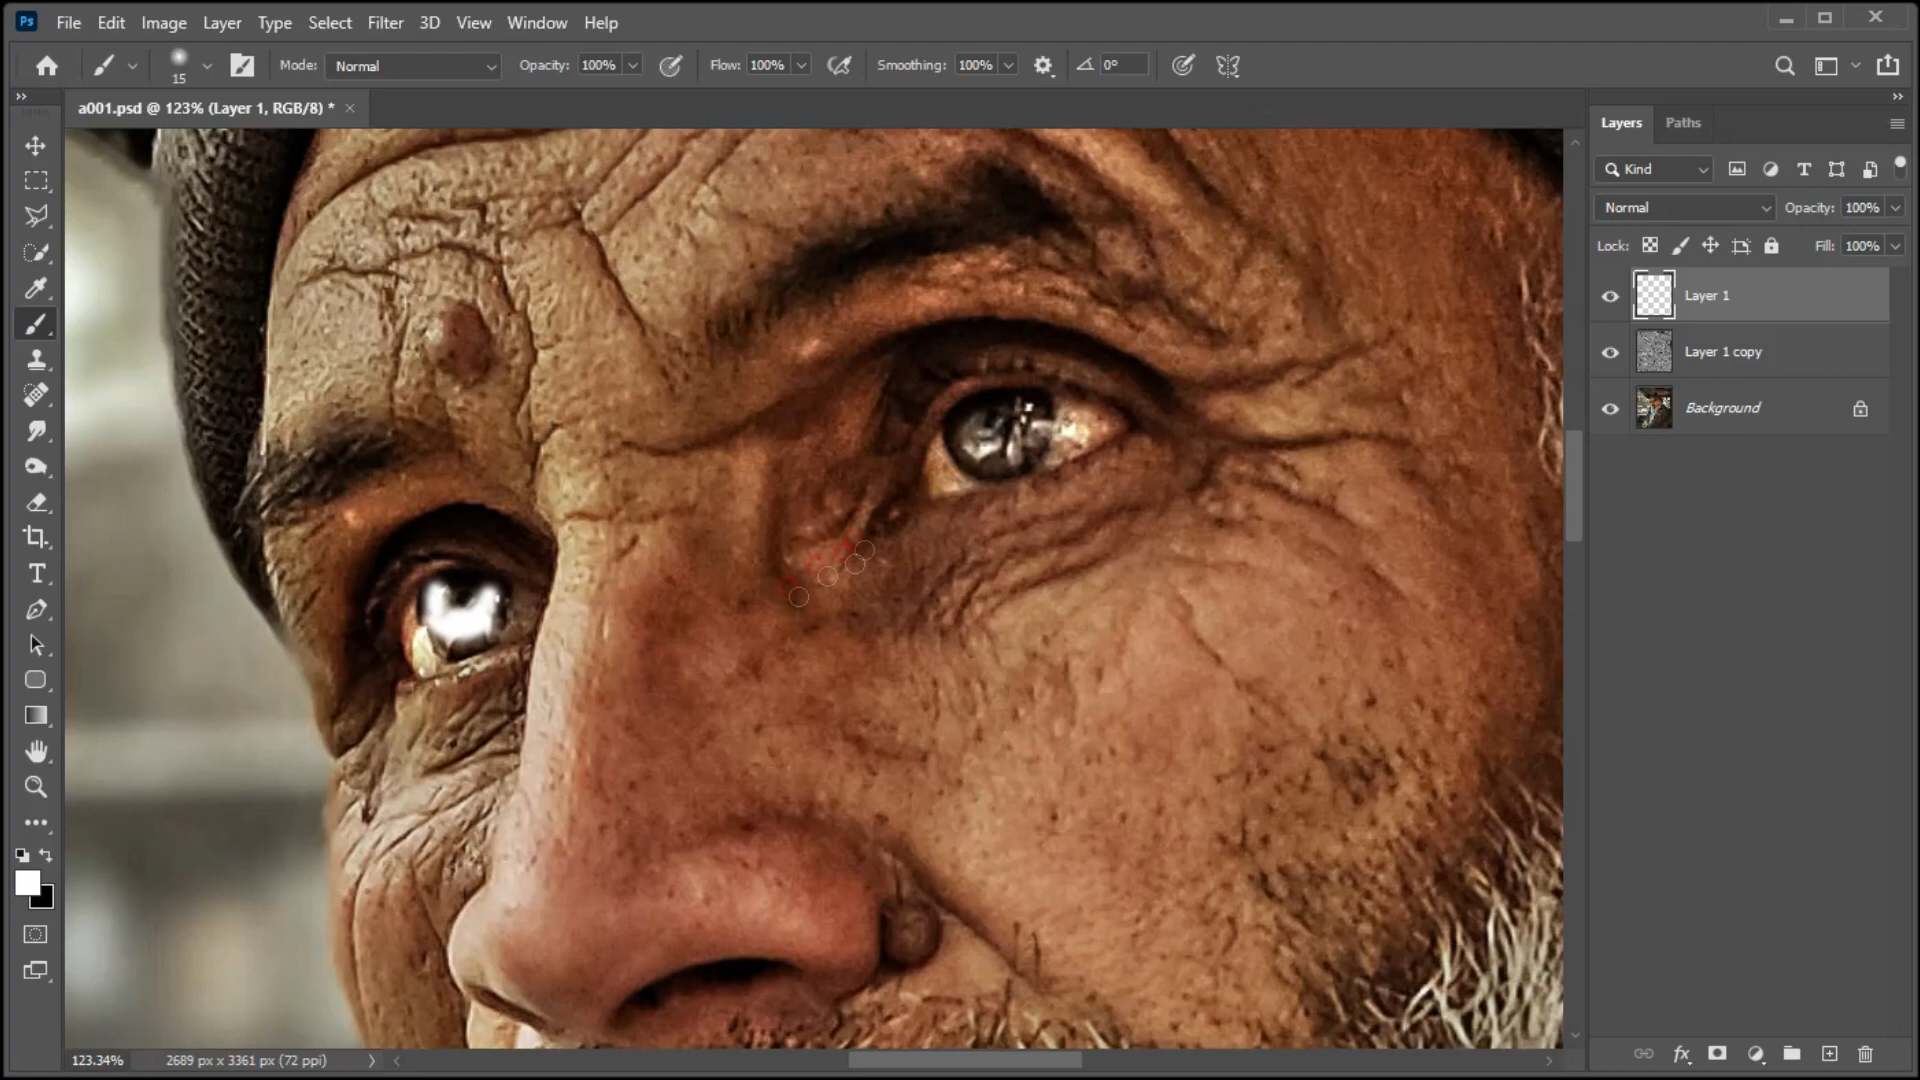 Ps File Edit Image Layer Type Select Filter 3D View Window Help
15 Mode: Normal Opacity: 100% Flow: 100% Smoothing: 100% 0°
a001.psd @ 123% (Layer 1, RGB/8) * ×
Layers Paths
Kind
Normal Opacity: 100%
Lock: Fill: 100%
Layer 1
Layer 1 copy
Background
123.34% 2689 px x 3361 px (72 ppi)
fx